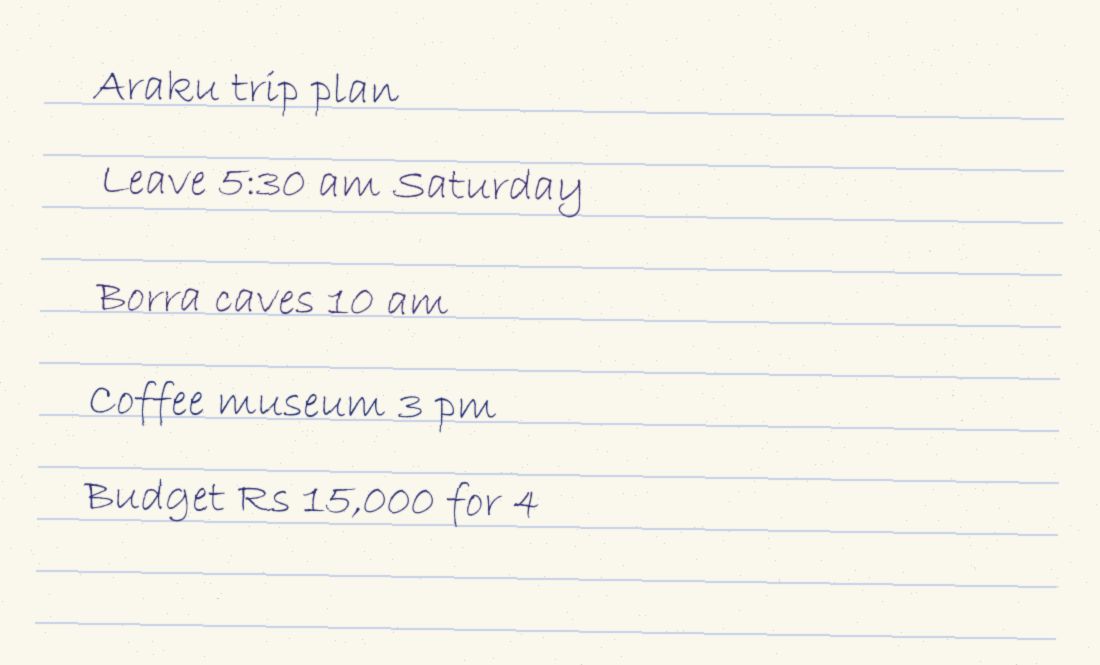 Araku trip plan
Leave 5:30 am Saturday
Borra caves 10 am
Coffee museum 3 pm
Budget Rs 15,000 for 4